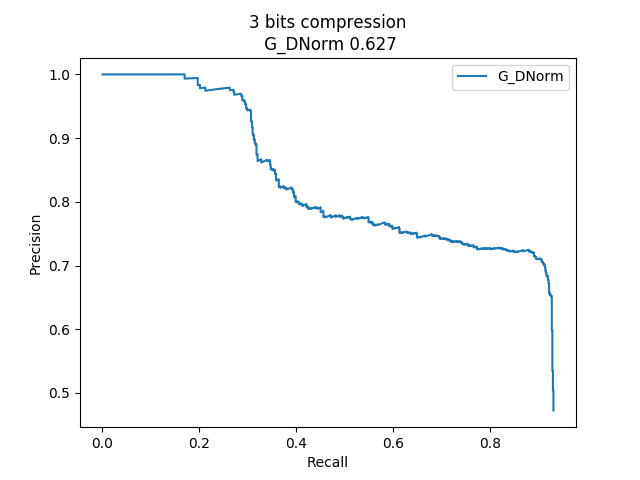 3 bits compression
G_DNorm 0.627
G_DNorm
1.0
0.9
0.8
0.7
0.6
0.5
Precision
0.0 0.2 0.4 0.6 0.8
Recall